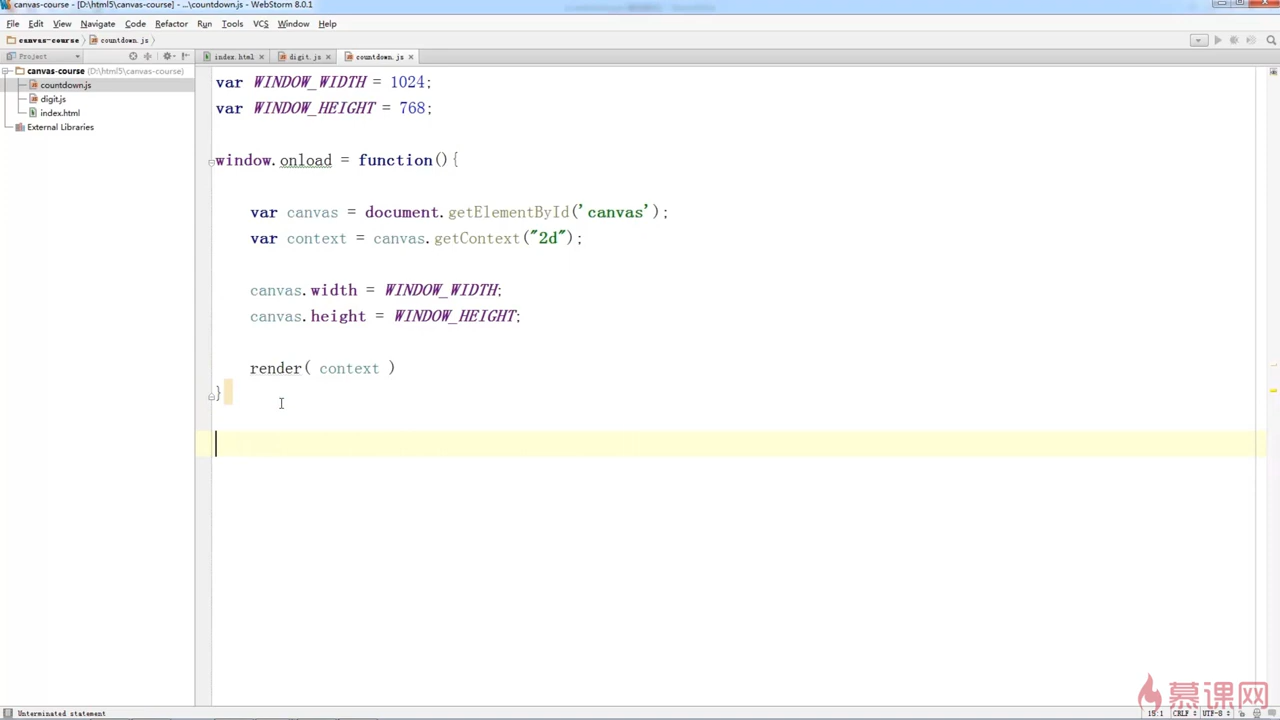 canvas-course - [D:\html5\canvas-course] - ...\countdown.js - WebStorm 8.0.1
File Edit View Navigate Code Refactor Run Tools VCS Window Help
canvas-course countdown.js
Project index.html digit.js countdown.js
canvas-course (D:\html5\canvas-course)
countdown.js
digit.js
index.html
External Libraries
var WINDOW_WIDTH = 1024;
var WINDOW_HEIGHT = 768;
window.onload = function(){
var canvas = document.getElementById('canvas');
var context = canvas.getContext("2d");
canvas.width = WINDOW_WIDTH;
canvas.height = WINDOW_HEIGHT;
render( context )
}
慕课网
Unterminated statement 15:1 CRLF UTF-8